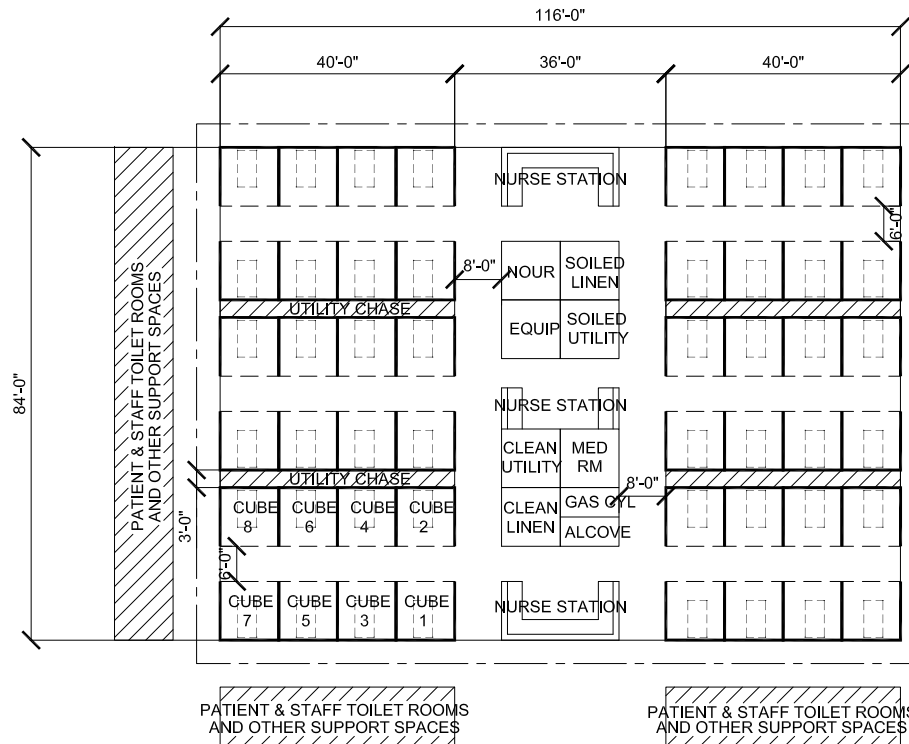 116'-0"
40'-0"
36'-0"
40'-0"
NURSE STATION
6'-0"
8'-0"
NOUR
SOILED
LINEN
UTILITY CHASE
EQUIP
SOILED
UTILITY
84'-0"
PATIENT & STAFF TOILET ROOMS
AND OTHER SUPPORT SPACES
NURSE STATION
CLEAN
UTILITY
MED
RM
UTILITY CHASE
8'-0"
3'-0"
CUBE
8
CUBE
6
CUBE
4
CUBE
2
CLEAN
LINEN
GAS CYL
ALCOVE
6'-0"
CUBE
7
CUBE
5
CUBE
3
CUBE
1
NURSE STATION
PATIENT & STAFF TOILET ROOMS
AND OTHER SUPPORT SPACES
PATIENT & STAFF TOILET ROOMS
AND OTHER SUPPORT SPACES